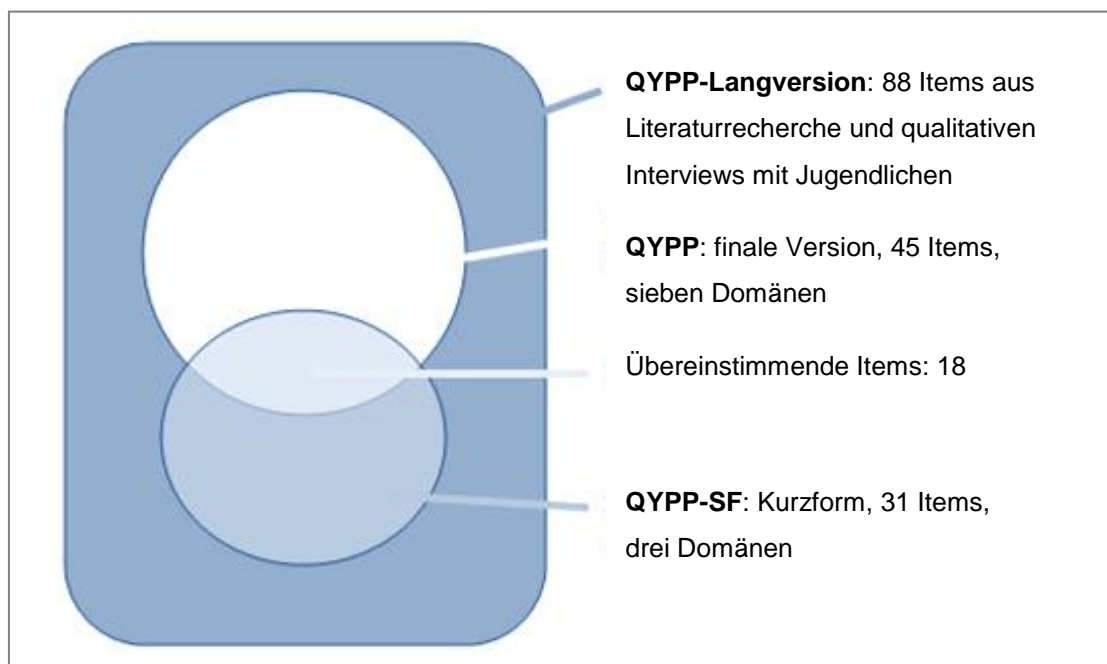 QYPP-Langversion: 88 Items aus
Literaturrecherche und qualitativen
Interviews mit Jugendlichen
QYPP: finale Version, 45 Items,
sieben Domänen
Übereinstimmende Items: 18
QYPP-SF: Kurzform, 31 Items,
drei Domänen